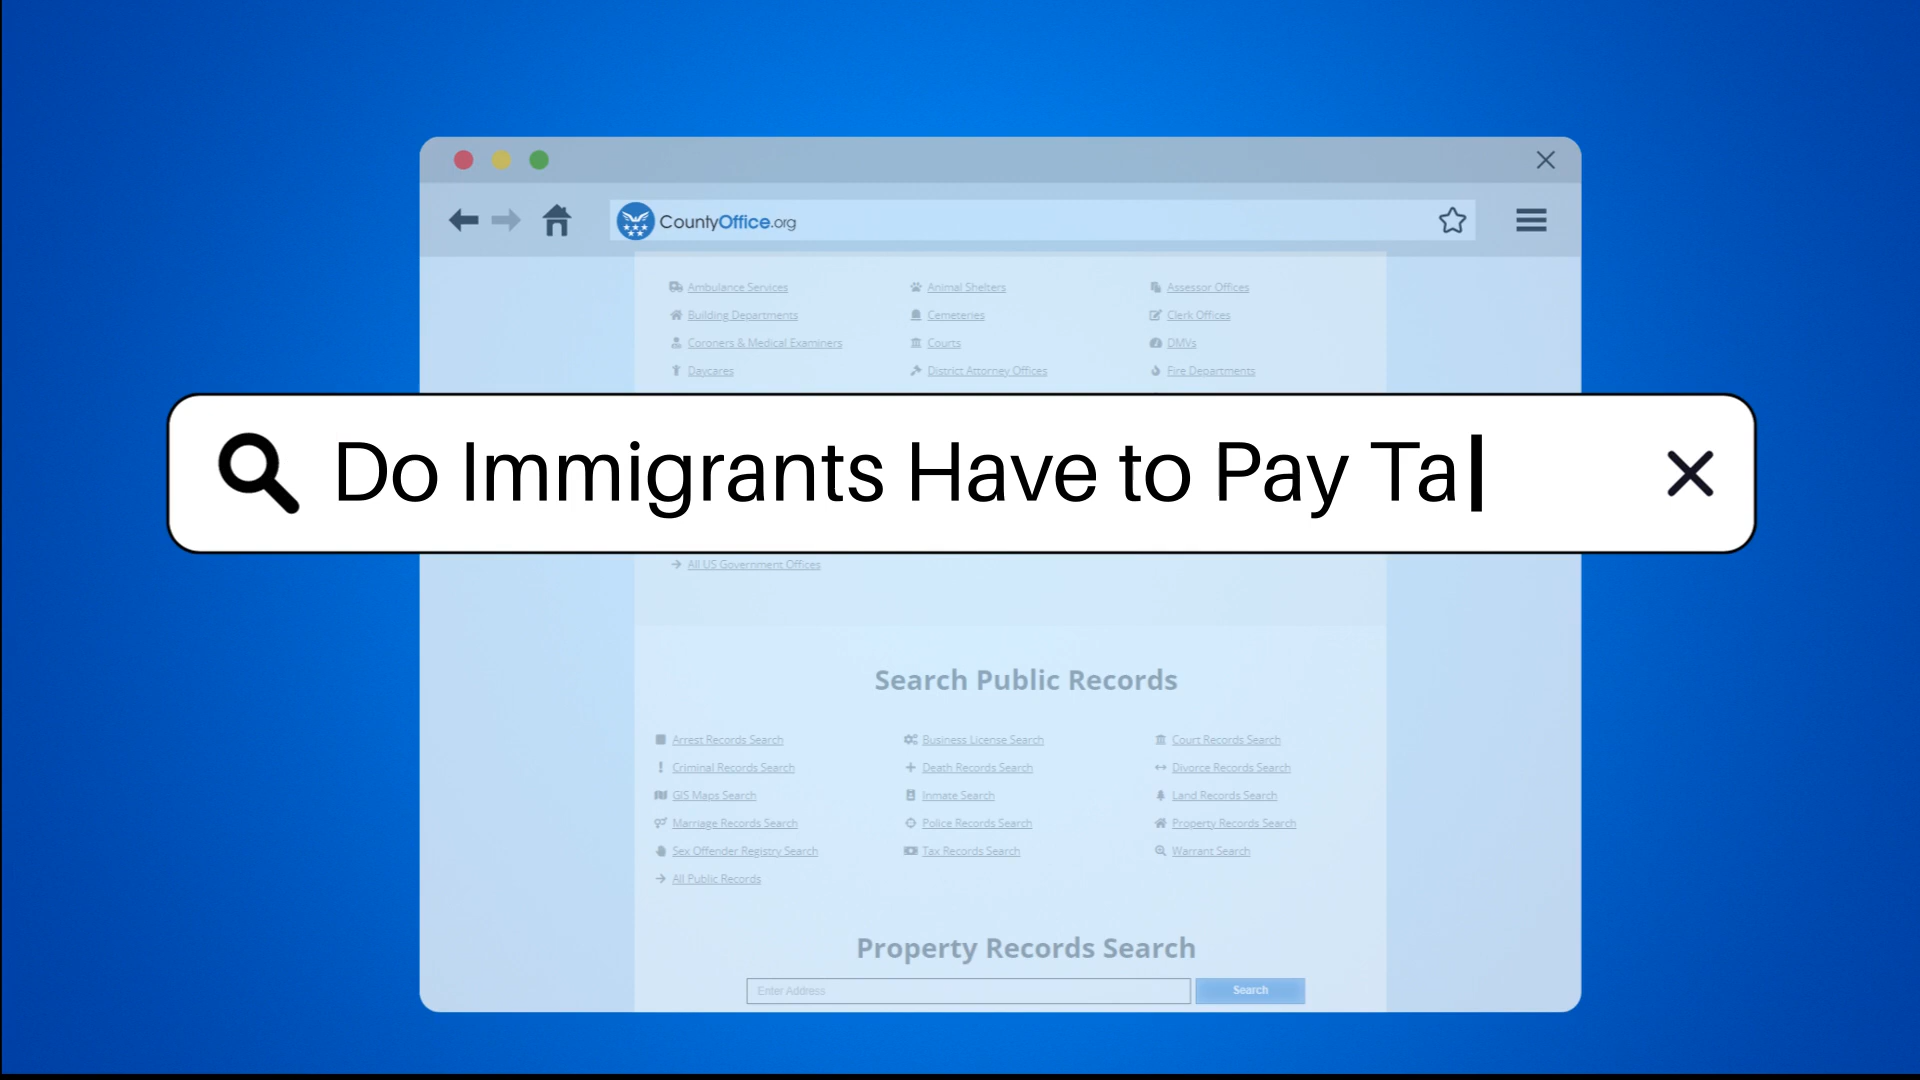 CountyOffice.org
Ambulance Services Animal Shelters Assessor Offices
Building Departments Cemeteries Clerk Offices
Coroners & Medical Examiners Courts DMVs
Daycares District Attorney Offices Fire Departments
Do Immigrants Have to Pay Ta
All US Government Offices
Search Public Records
Arrest Records Search Business License Search Court Records Search
Criminal Records Search Death Records Search Divorce Records Search
GIS Maps Search Inmate Search Land Records Search
Marriage Records Search Police Records Search Property Records Search
Sex Offender Registry Search Tax Records Search Warrant Search
All Public Records
Property Records Search
Enter Address Search